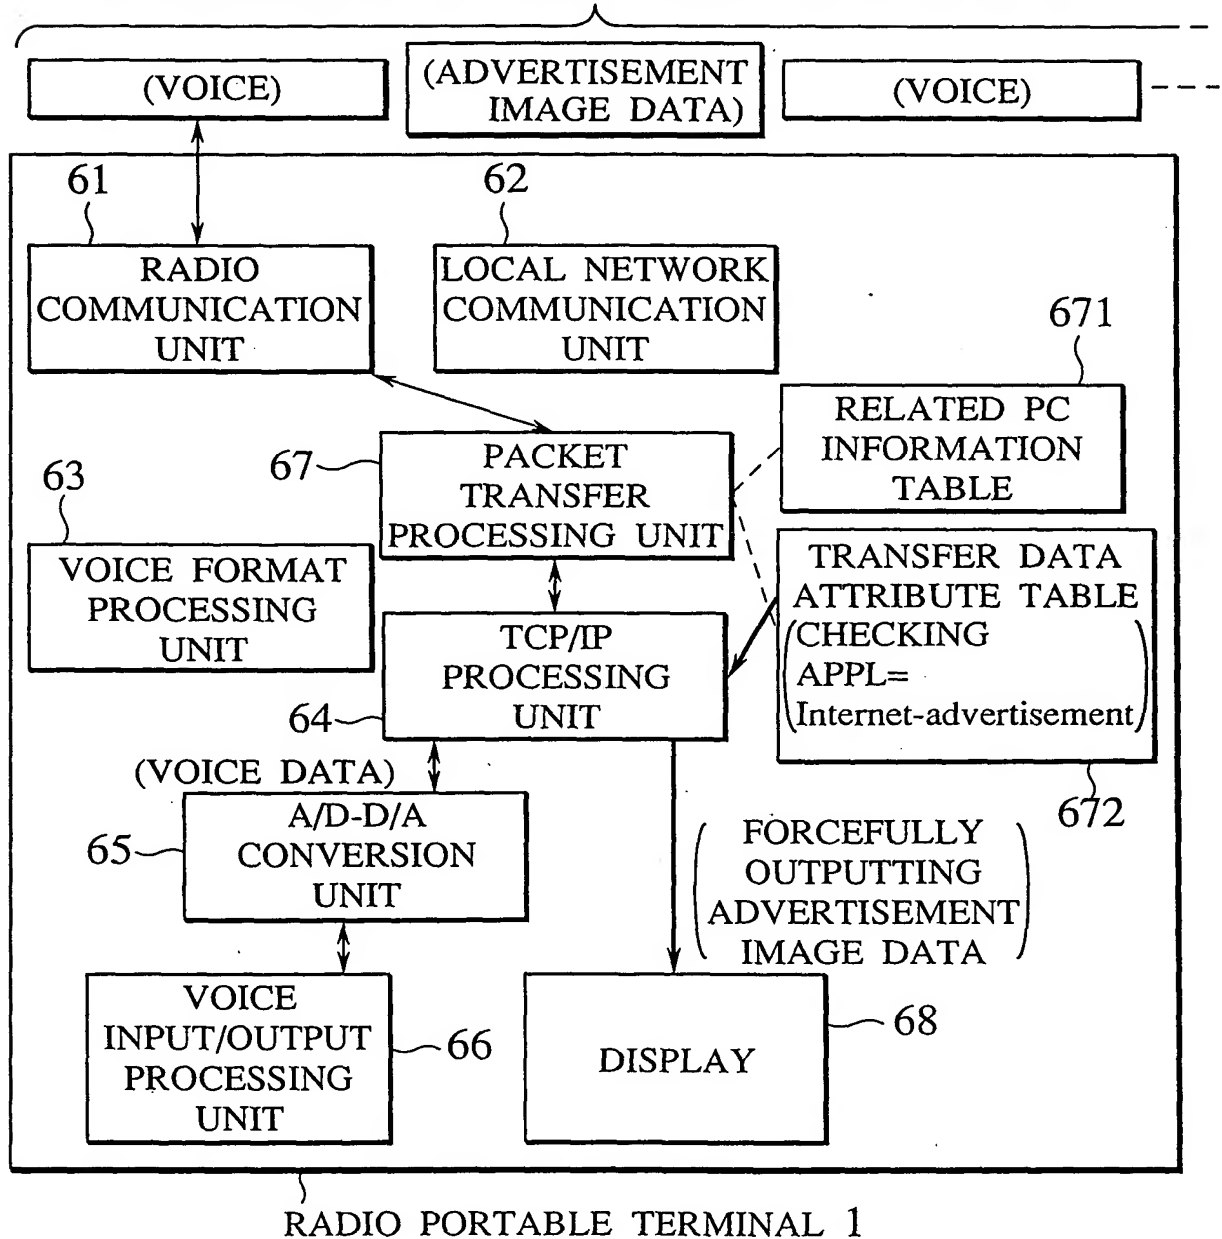 (VOICE)
(ADVERTISEMENT
IMAGE DATA)
(VOICE)
61
62
RADIO
COMMUNICATION
UNIT
LOCAL NETWORK
COMMUNICATION
UNIT
671
RELATED PC
INFORMATION
TABLE
67
PACKET
TRANSFER
PROCESSING UNIT
63
VOICE FORMAT
PROCESSING
UNIT
TRANSFER DATA
ATTRIBUTE TABLE
(CHECKING
APPL=
Internet-advertisement)
672
TCP/IP
PROCESSING
UNIT
64
(VOICE DATA)
A/D-D/A
CONVERSION
UNIT
65
(FORCEFULLY
OUTPUTTING
ADVERTISEMENT
IMAGE DATA)
VOICE
INPUT/OUTPUT
PROCESSING
UNIT
66
DISPLAY
68
RADIO PORTABLE TERMINAL 1